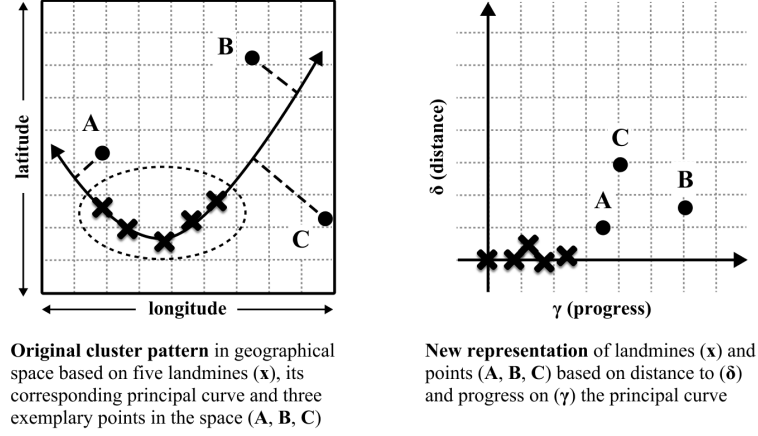 B
A
C
latitude
longitude
C
A
B
δ (distance)
γ (progress)
Original cluster pattern in geographical
space based on five landmines (x), its
corresponding principal curve and three
exemplary points in the space (A, B, C)
New representation of landmines (x) and
points (A, B, C) based on distance to (δ)
and progress on (γ) the principal curve